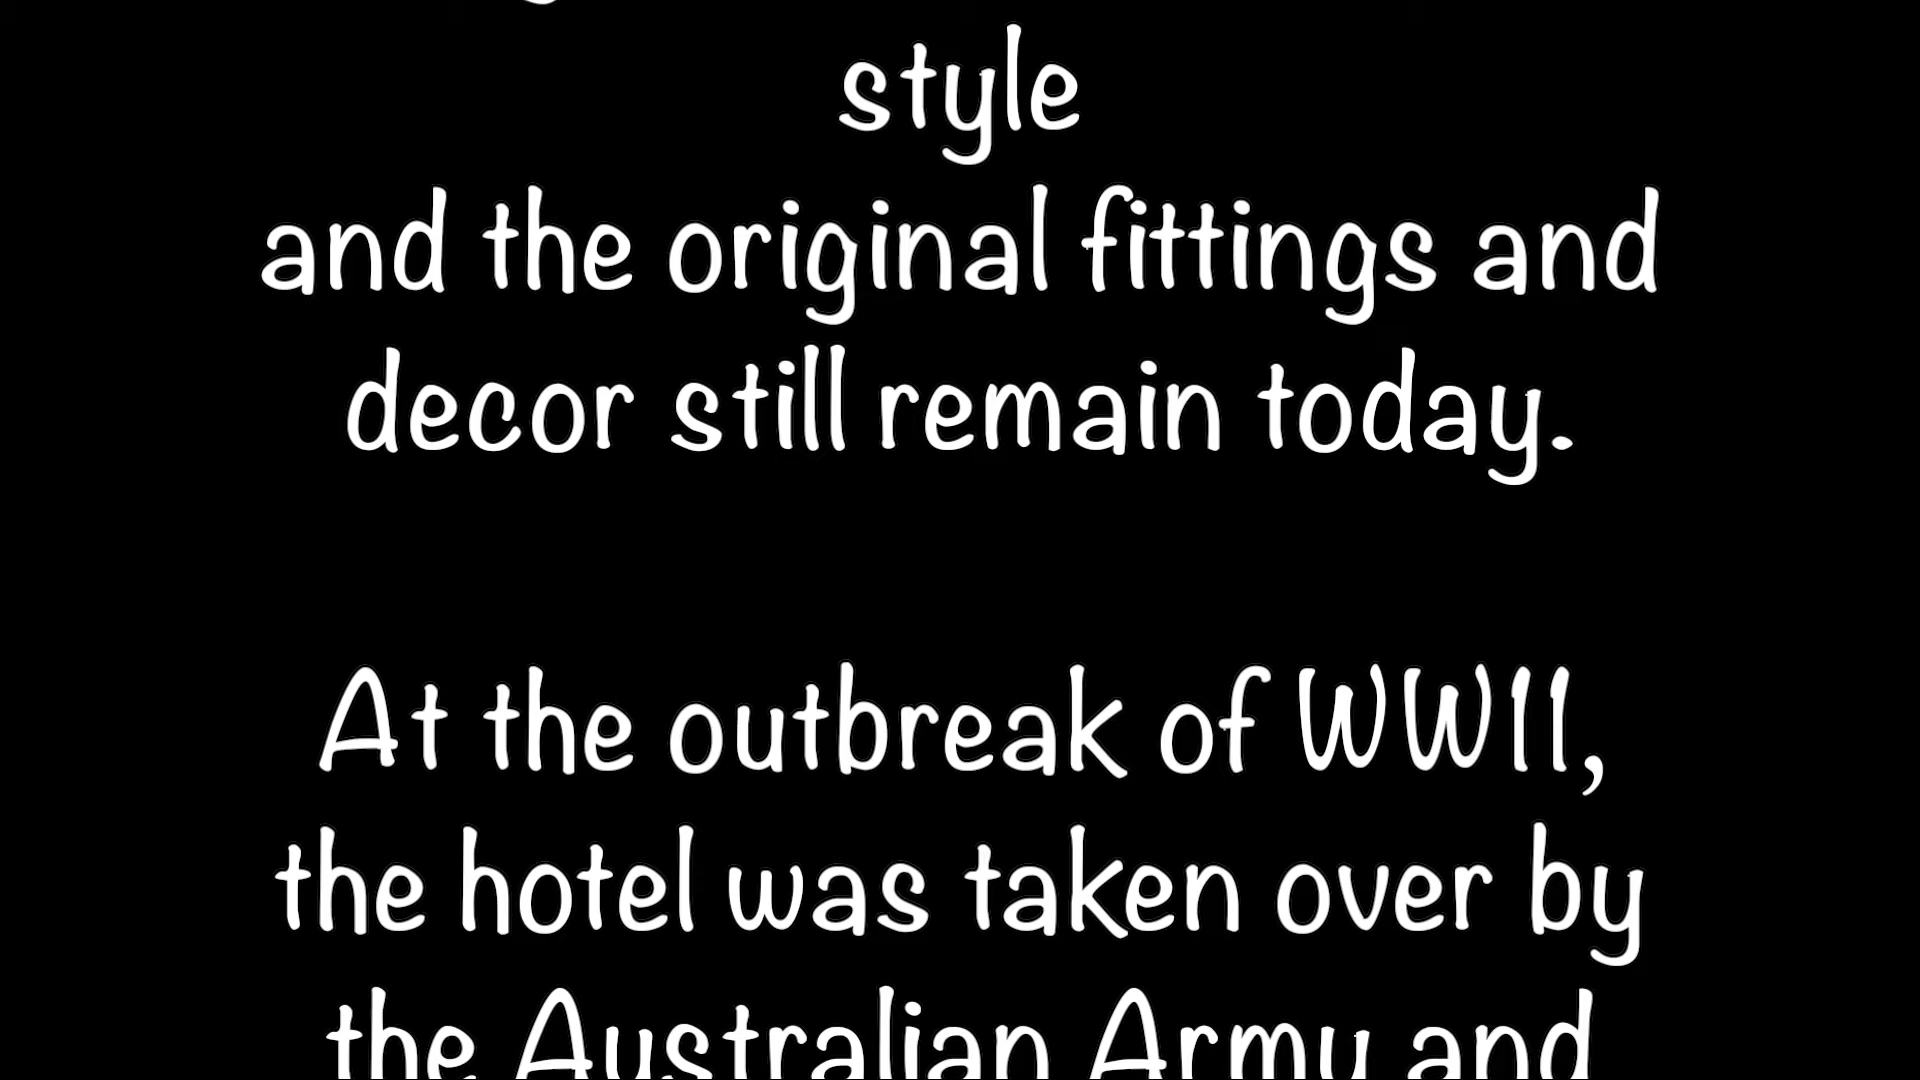 style
and the original fittings and
decor still remain today.
At the outbreak of WWII,
the hotel was taken over by
the Australian Army and